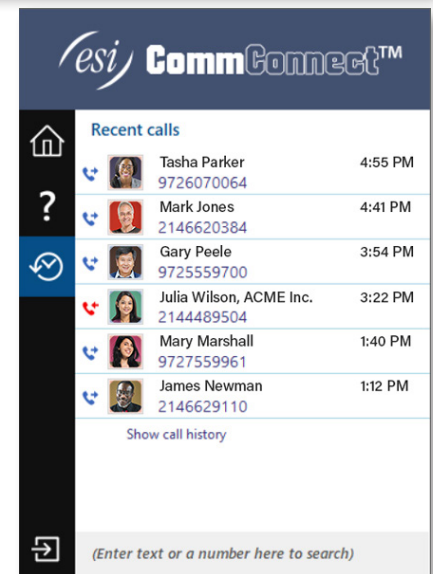 esi CommConnect™
Recent calls
Tasha Parker 4:55 PM
9726070064
Mark Jones 4:41 PM
2146620384
Gary Peele 3:54 PM
9725559700
Julia Wilson, ACME Inc. 3:22 PM
2144489504
Mary Marshall 1:40 PM
9727559961
James Newman 1:12 PM
2146629110
Show call history
?
(Enter text or a number here to search)